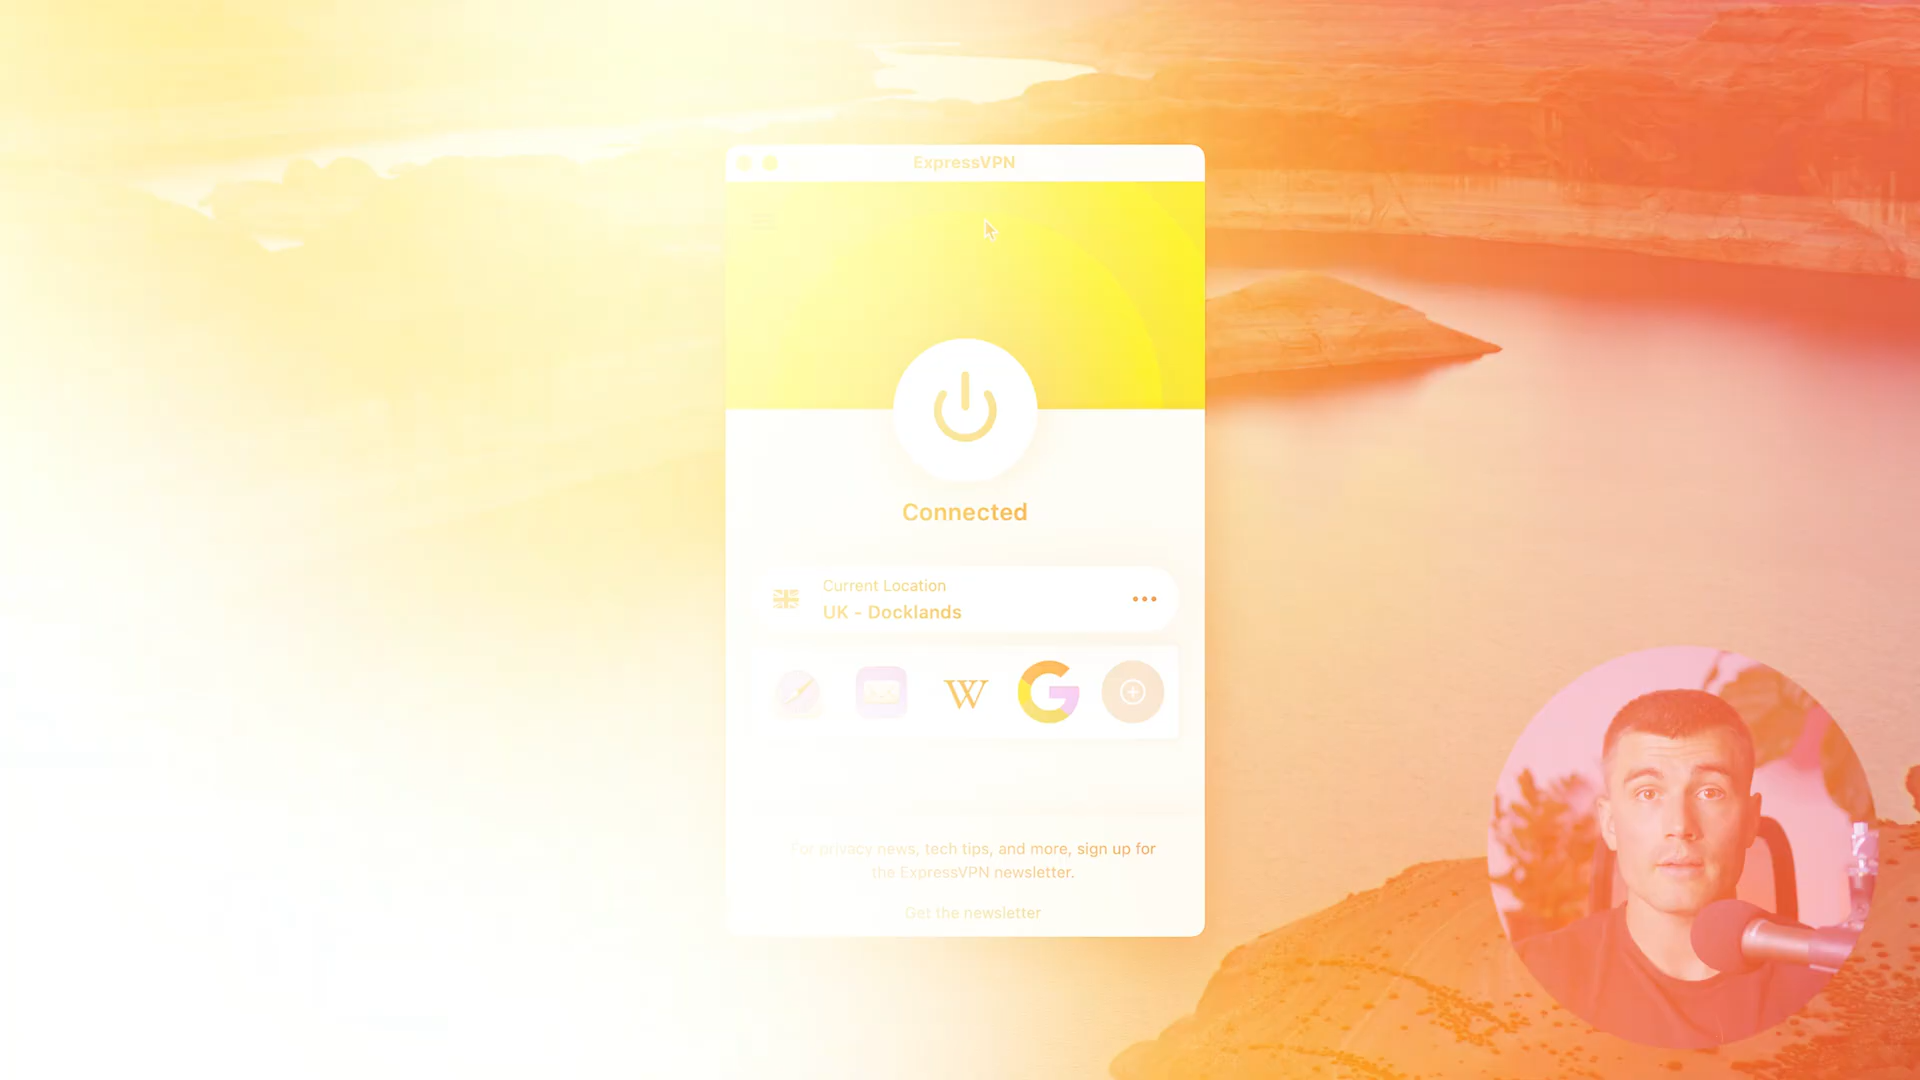 ExpressVPN
Connected
Current Location
UK - Docklands
W
G
For privacy news, tech tips, and more, sign up for
the ExpressVPN newsletter.
Get the newsletter